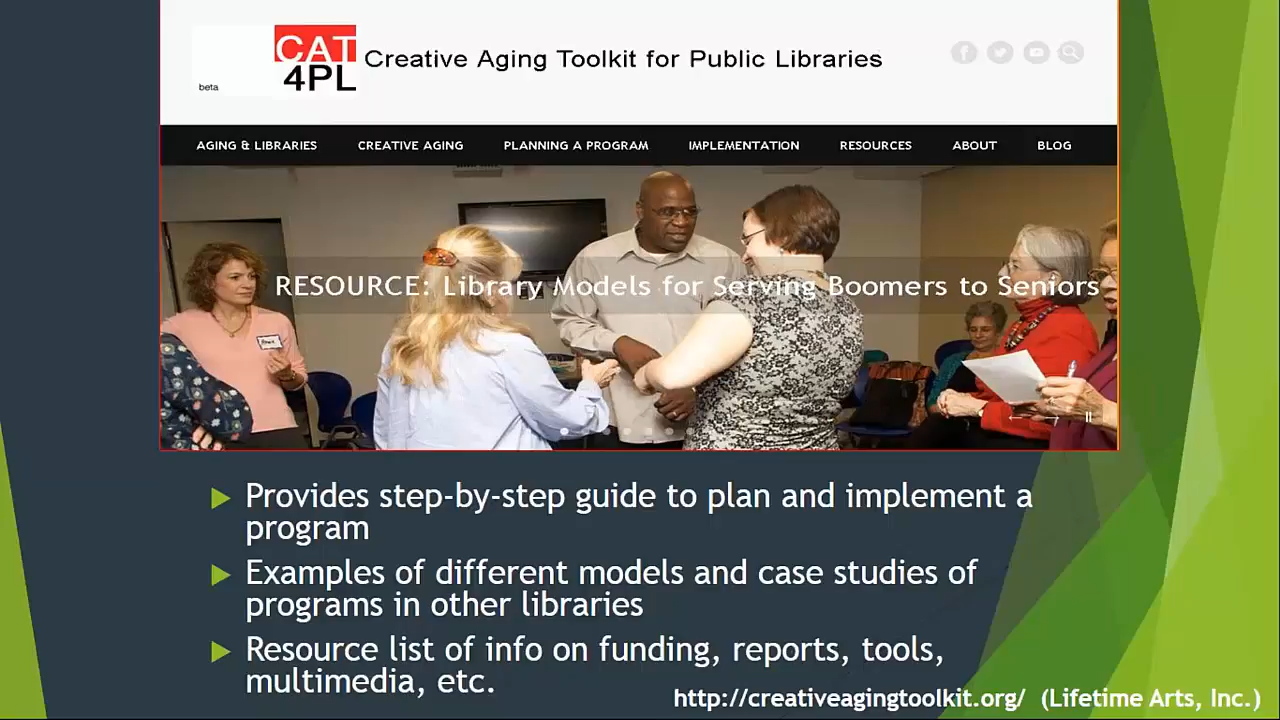 CAT
4PL
beta
Creative Aging Toolkit for Public Libraries
AGING & LIBRARIES CREATIVE AGING PLANNING A PROGRAM IMPLEMENTATION RESOURCES ABOUT BLOG
RESOURCE: Library Models for Serving Boomers to Seniors
Provides step-by-step guide to plan and implement a
program
Examples of different models and case studies of
programs in other libraries
Resource list of info on funding, reports, tools,
multimedia, etc.
http://creativeagingtoolkit.org/ (Lifetime Arts, Inc.)